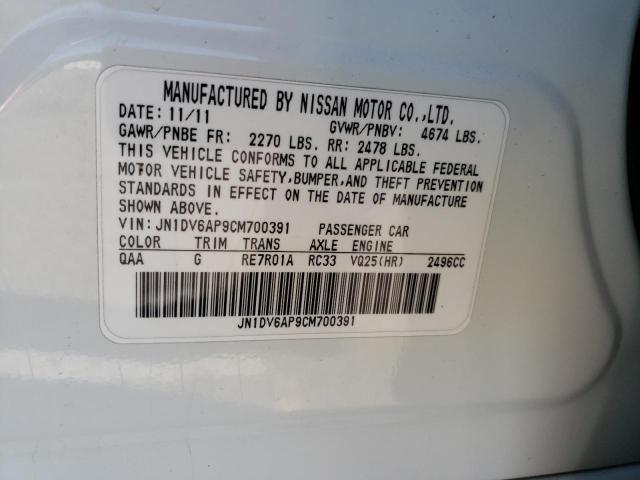 MANUFACTURED BY NISSAN MOTOR CO.,LTD.
DATE: 11/11 GVWR/PNBV: 4674 LBS.
GAWR/PNBE FR: 2270 LBS. RR: 2478 LBS.
THIS VEHICLE CONFORMS TO ALL APPLICABLE FEDERAL
MOTOR VEHICLE SAFETY, BUMPER, AND THEFT PREVENTION
STANDARDS IN EFFECT ON THE DATE OF MANUFACTURE
SHOWN ABOVE.
VIN: JN1DV6AP9CM700391 PASSENGER CAR
COLOR TRIM TRANS AXLE ENGINE
QAA G RE7R01A RC33 VQ25(HR) 2496CC
JN1DV6AP9CM700391